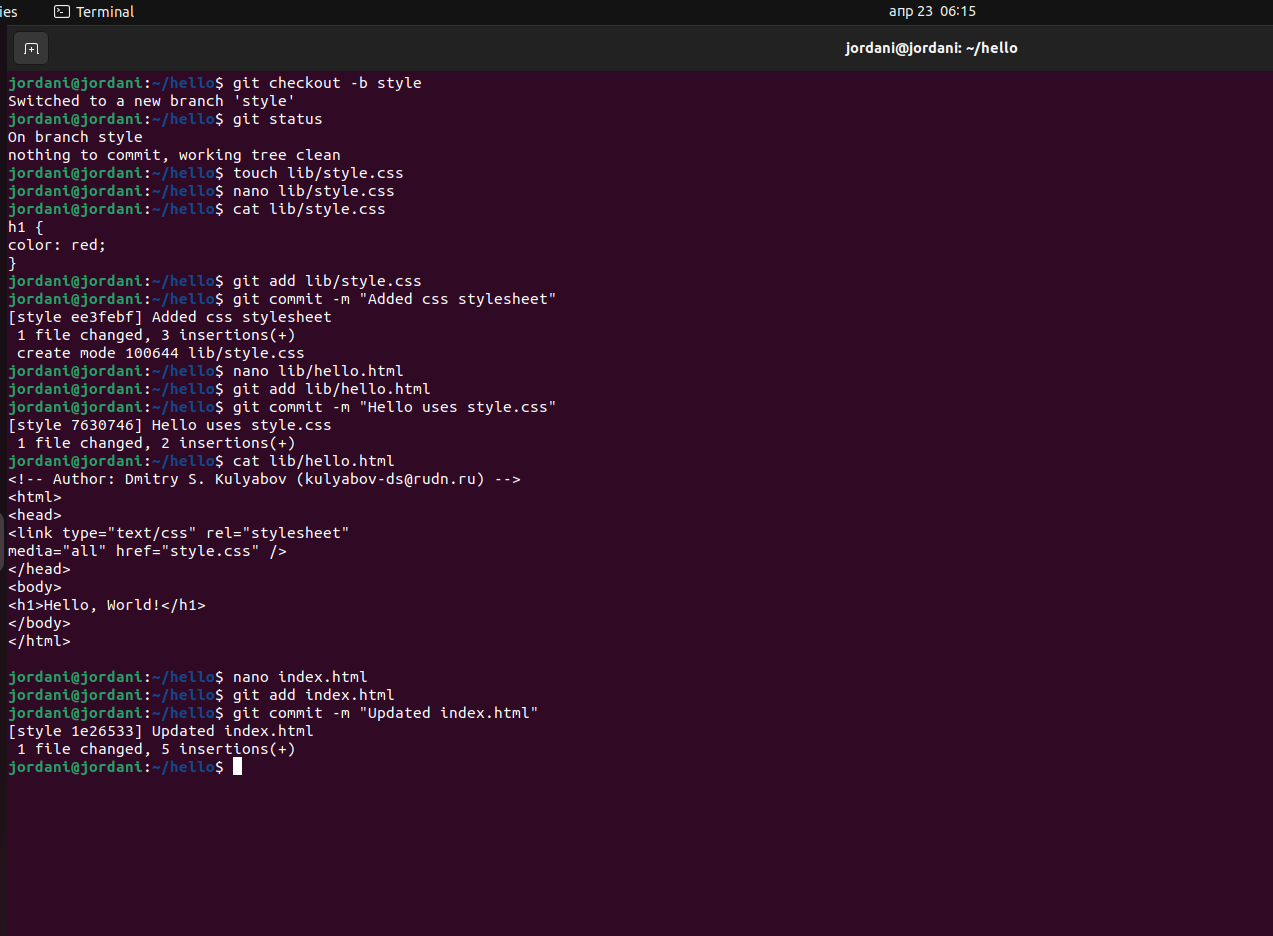 ies
Terminal
апр 23 06:15
jordani@jordani: ~/hello
jordani@jordani:~/hello$ git checkout -b style
Switched to a new branch 'style'
jordani@jordani:~/hello$ git status
On branch style
nothing to commit, working tree clean
jordani@jordani:~/hello$ touch lib/style.css
jordani@jordani:~/hello$ nano lib/style.css
jordani@jordani:~/hello$ cat lib/style.css
h1 {
color: red;
}
jordani@jordani:~/hello$ git add lib/style.css
jordani@jordani:~/hello$ git commit -m "Added css stylesheet"
[style ee3febf] Added css stylesheet
 1 file changed, 3 insertions(+)
 create mode 100644 lib/style.css
jordani@jordani:~/hello$ nano lib/hello.html
jordani@jordani:~/hello$ git add lib/hello.html
jordani@jordani:~/hello$ git commit -m "Hello uses style.css"
[style 7630746] Hello uses style.css
 1 file changed, 2 insertions(+)
jordani@jordani:~/hello$ cat lib/hello.html
<!-- Author: Dmitry S. Kulyabov (kulyabov-ds@rudn.ru) -->
<html>
<head>
<link type="text/css" rel="stylesheet"
media="all" href="style.css" />
</head>
<body>
<h1>Hello, World!</h1>
</body>
</html>

jordani@jordani:~/hello$ nano index.html
jordani@jordani:~/hello$ git add index.html
jordani@jordani:~/hello$ git commit -m "Updated index.html"
[style 1e26533] Updated index.html
 1 file changed, 5 insertions(+)
jordani@jordani:~/hello$